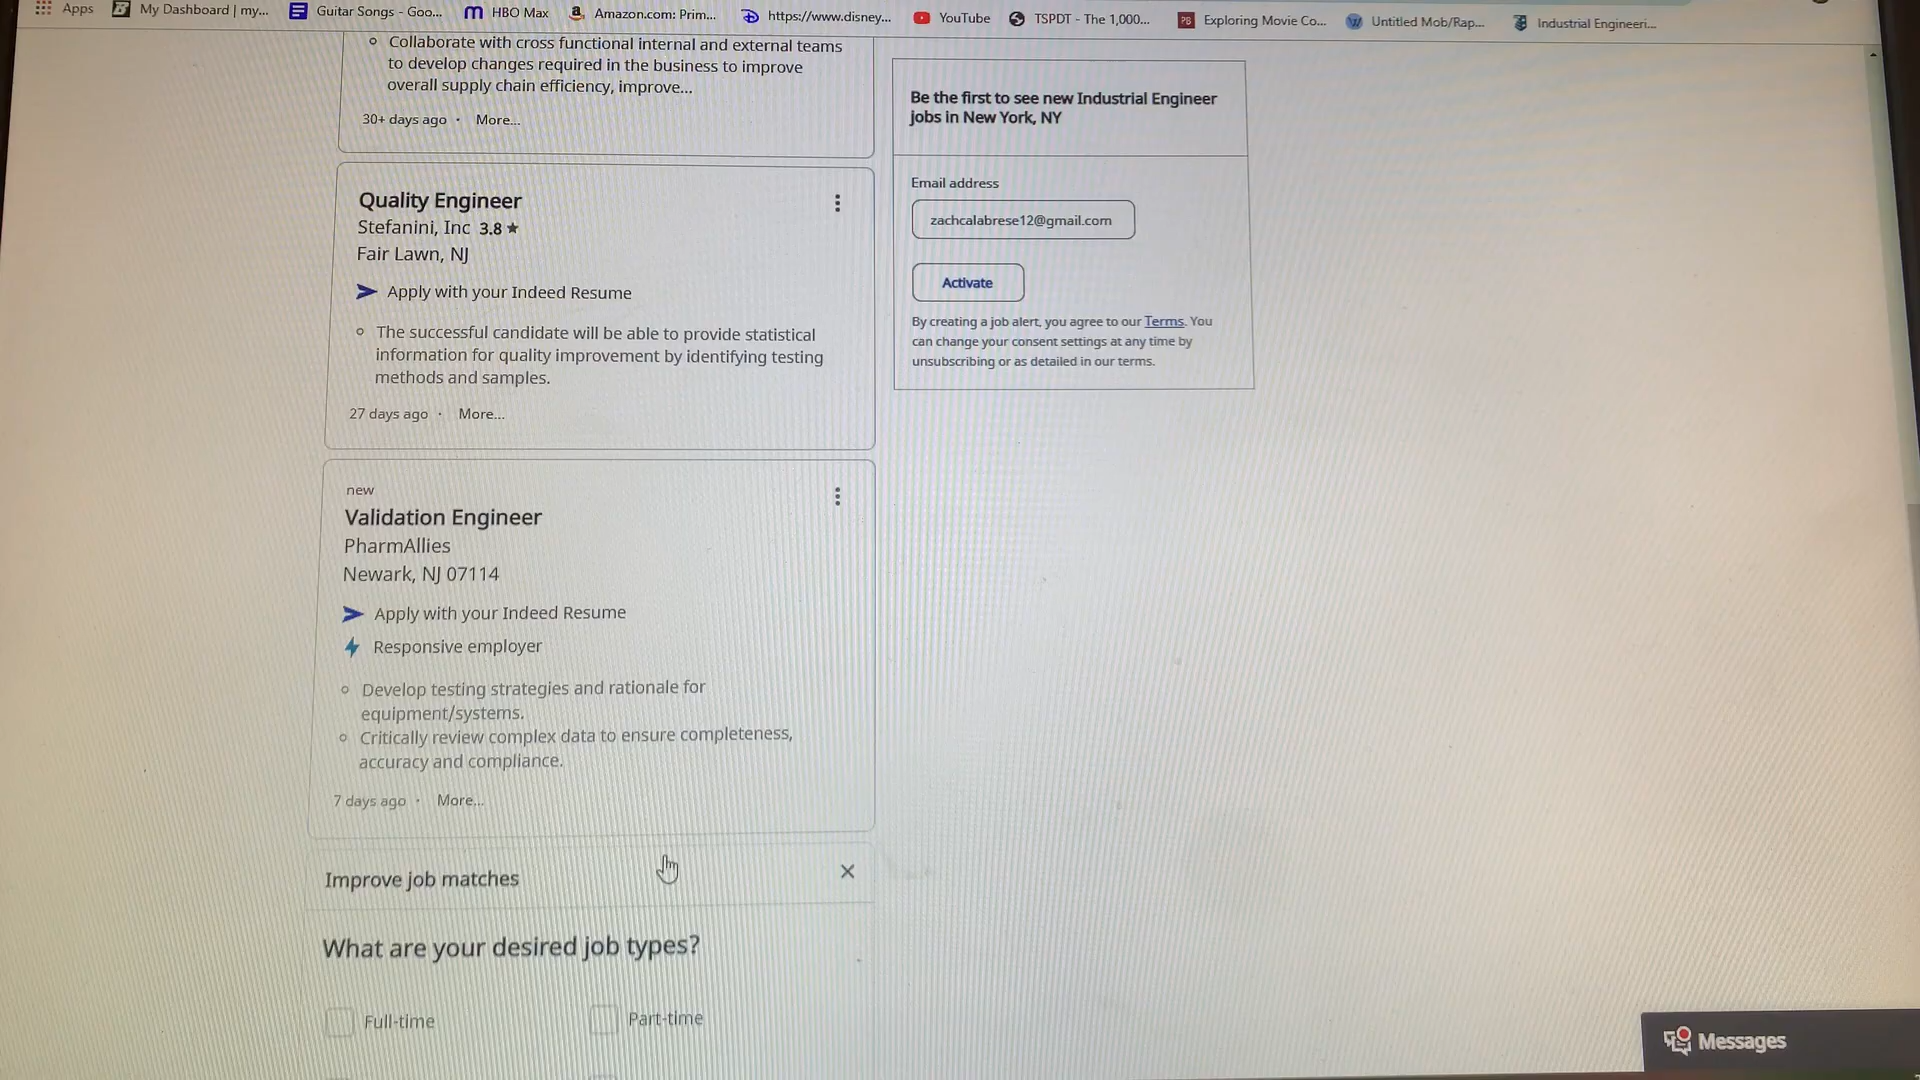 Apps My Dashboard | my... Guitar Songs - Goo... HBO Max Amazon.com: Prim... https://www.disney... YouTube TSPDT - The 1,000... Exploring Movie Co... Untitled Mob/Rap... Industrial Engineeri...
Collaborate with cross functional internal and external teams
to develop changes required in the business to improve
overall supply chain efficiency, improve...
30+ days ago · More...
Quality Engineer
Stefanini, Inc 3.8 ★
Fair Lawn, NJ
Apply with your Indeed Resume
The successful candidate will be able to provide statistical
information for quality improvement by identifying testing
methods and samples.
27 days ago · More...
new
Validation Engineer
PharmAllies
Newark, NJ 07114
Apply with your Indeed Resume
Responsive employer
Develop testing strategies and rationale for
equipment/systems.
Critically review complex data to ensure completeness,
accuracy and compliance.
7 days ago · More...
Improve job matches
What are your desired job types?
Full-time Part-time
Be the first to see new Industrial Engineer
jobs in New York, NY
Email address
zachcalabrese12@gmail.com
Activate
By creating a job alert, you agree to our Terms. You
can change your consent settings at any time by
unsubscribing or as detailed in our terms.
Messages